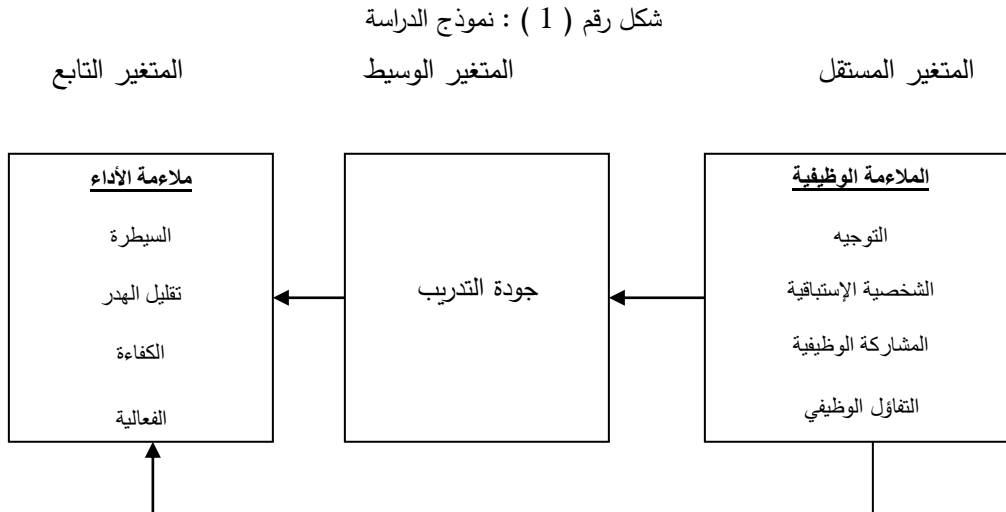 شكل رقم ( 1 ) : نموذج الدراسة
المتغير المستقل
المتغير الوسيط
المتغير التابع
الملاءمة الوظيفية
التوجيه
الشخصية الإستباقية
المشاركة الوظيفية
التفاؤل الوظيفي
جودة التدريب
ملاءمة الأداء
السيطرة
تقليل الهدر
الكفاءة
الفعالية